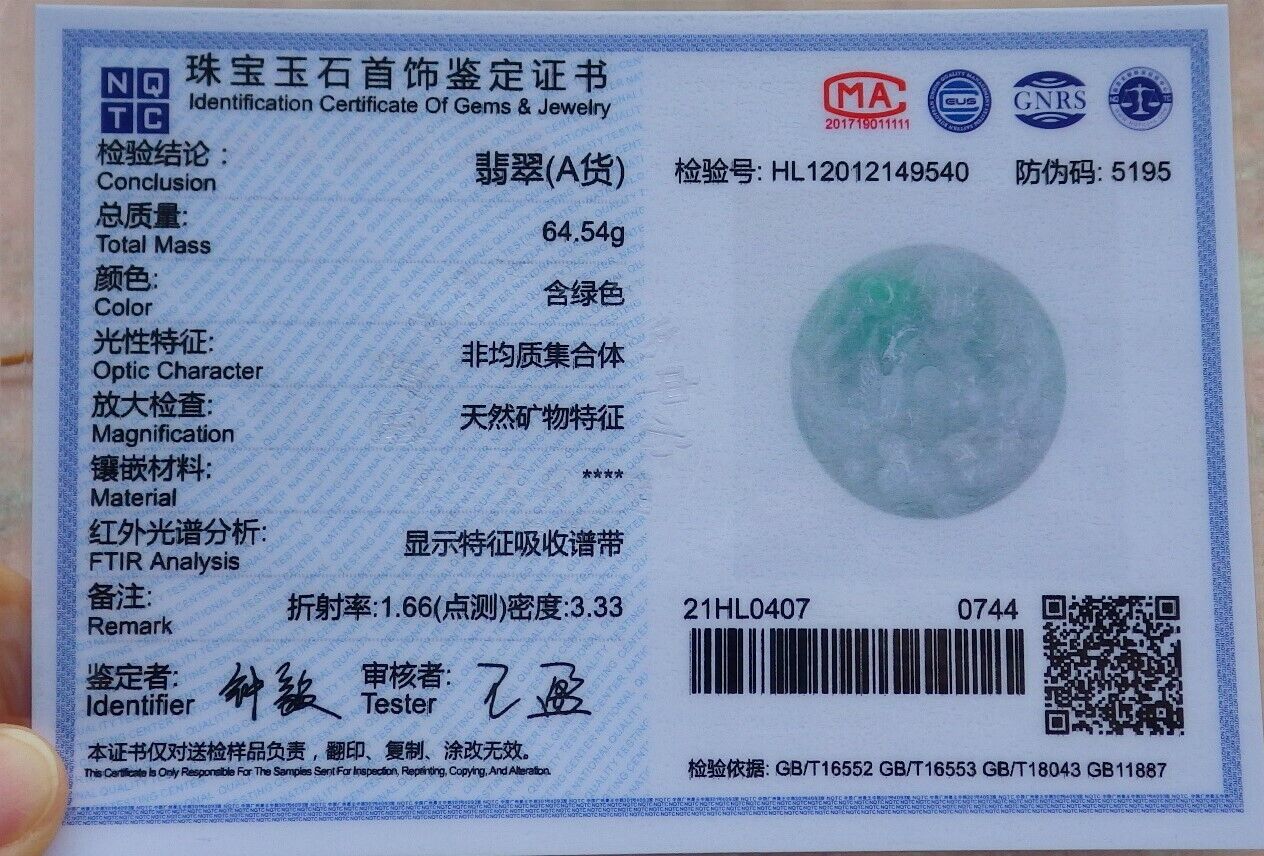 NQ
TC
珠宝玉石首饰鉴定证书
Identification Certificate Of Gems & Jewelry
检验结论：
Conclusion
翡翠(A货)
总质量:
Total Mass
64.54g
颜色:
Color
含绿色
光性特征:
Optic Character
非均质集合体
放大检查:
Magnification
天然矿物特征
镶嵌材料:
Material
****
红外光谱分析:
FTIR Analysis
显示特征吸收谱带
备注:
Remark
折射率:1.66(点测)密度:3.33
鉴定者:
Identifier
审核者:
Tester
本证书仅对送检样品负责，翻印、复制、涂改无效。
This Certificate Is Only Responsible For The Samples Sent For Inspection, Reprinting, Copying, And Alteration.
MA
201719011111
GUS
GNRS
检验号: HL12012149540 防伪码: 5195
21HL0407 0744
检验依据: GB/T16552 GB/T16553 GB/T18043 GB11887